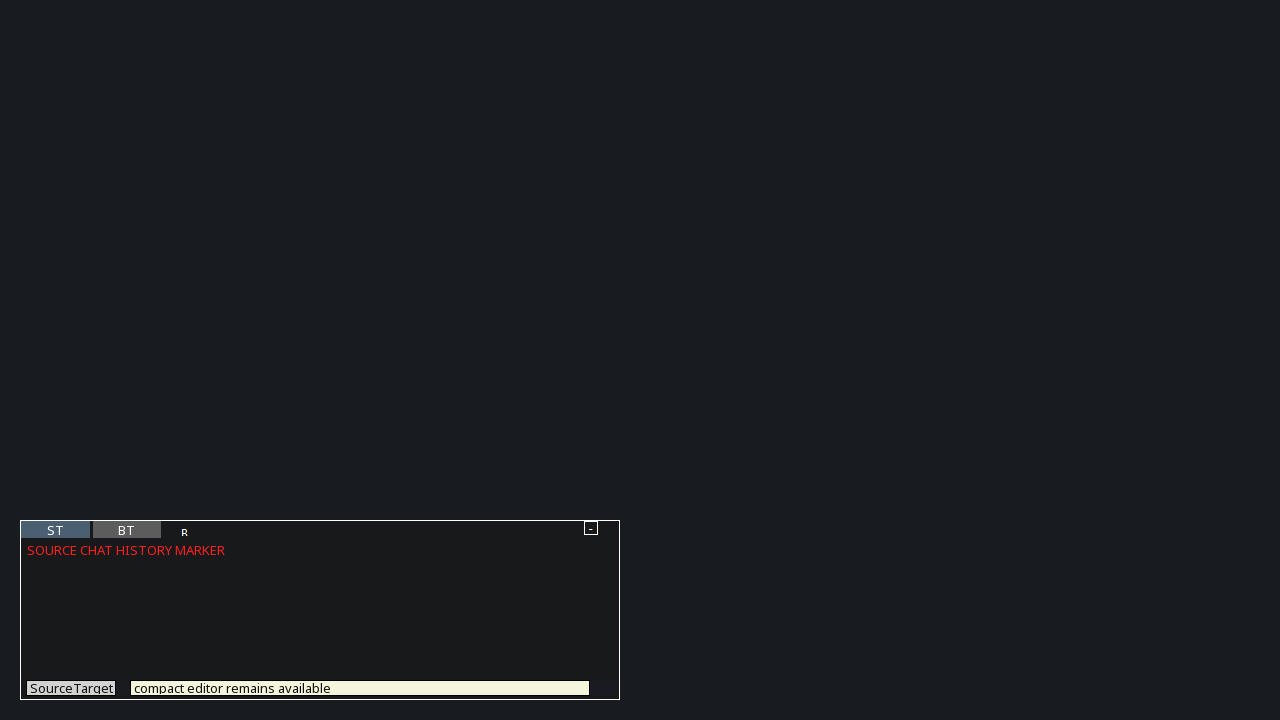 ST BT R -
SOURCE CHAT HISTORY MARKER
SourceTarget compact editor remains available